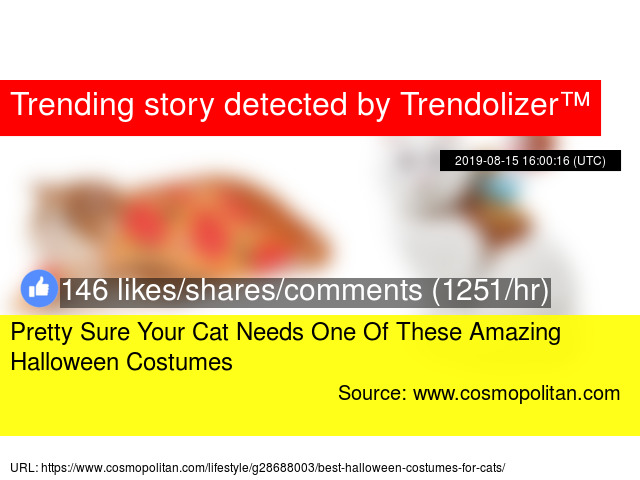 Trending story detected by Trendolizer™
2019-08-15 16:00:16 (UTC)
146 likes/shares/comments (1251/hr)
Pretty Sure Your Cat Needs One Of These Amazing
Halloween Costumes
Source: www.cosmopolitan.com
URL: https://www.cosmopolitan.com/lifestyle/g28688003/best-halloween-costumes-for-cats/